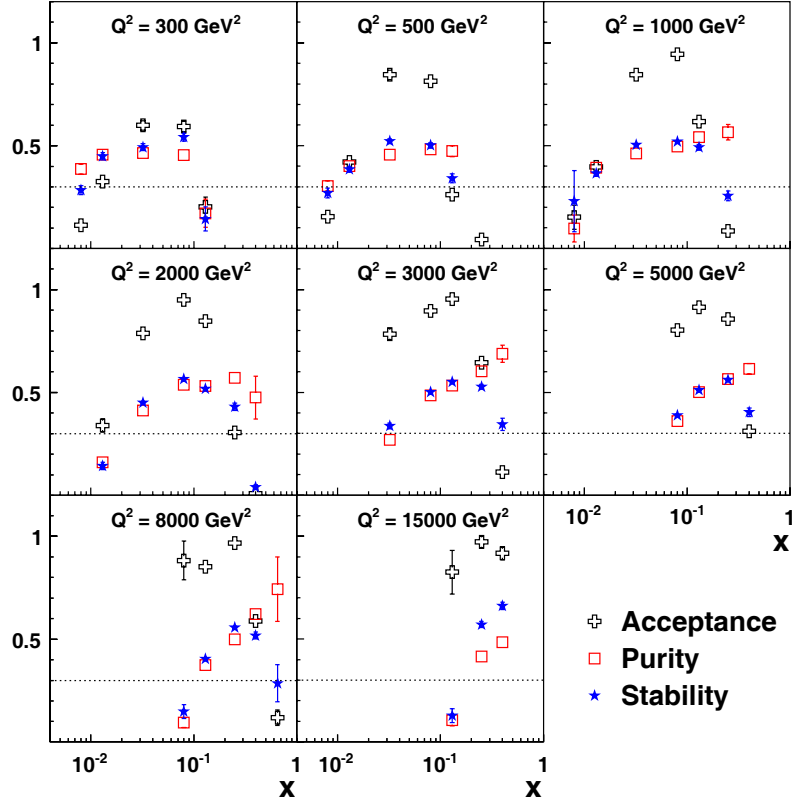 Q² = 300 GeV²
Q² = 500 GeV²
Q² = 1000 GeV²
1
0.5
Q² = 2000 GeV²
Q² = 3000 GeV²
Q² = 5000 GeV²
1
0.5
10⁻² 10⁻¹ 1
x
Q² = 8000 GeV²
Q² = 15000 GeV²
1
0.5
Acceptance
Purity
Stability
10⁻² 10⁻¹ 1
10⁻² 10⁻¹ 1
x
x